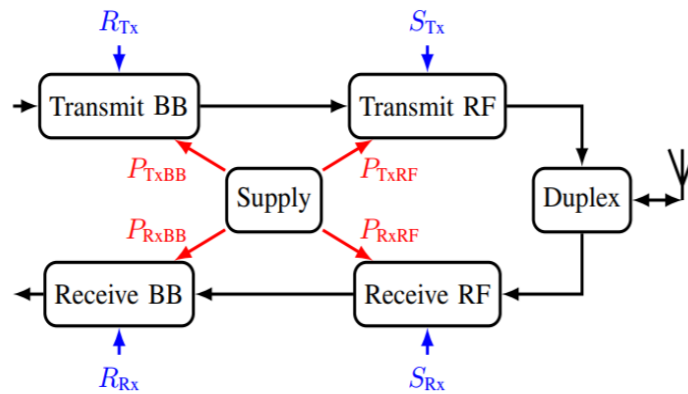 R_Tx S_Tx
Transmit BB Transmit RF
P_TxBB P_TxRF
Supply Duplex
P_RxBB P_RxRF
Receive BB Receive RF
R_Rx S_Rx